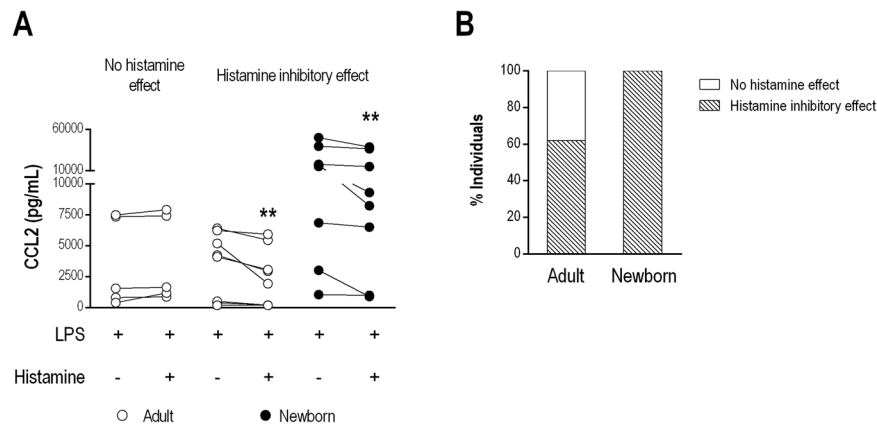 A
No histamine
effect
Histamine inhibitory effect
60000
10000
10000
7500
5000
2500
0
CCL2 (pg/mL)
**
**
LPS + + + + + +
Histamine - + - + - +
Adult
Newborn
B
100
80
60
40
20
0
% Individuals
Adult
Newborn
No histamine effect
Histamine inhibitory effect